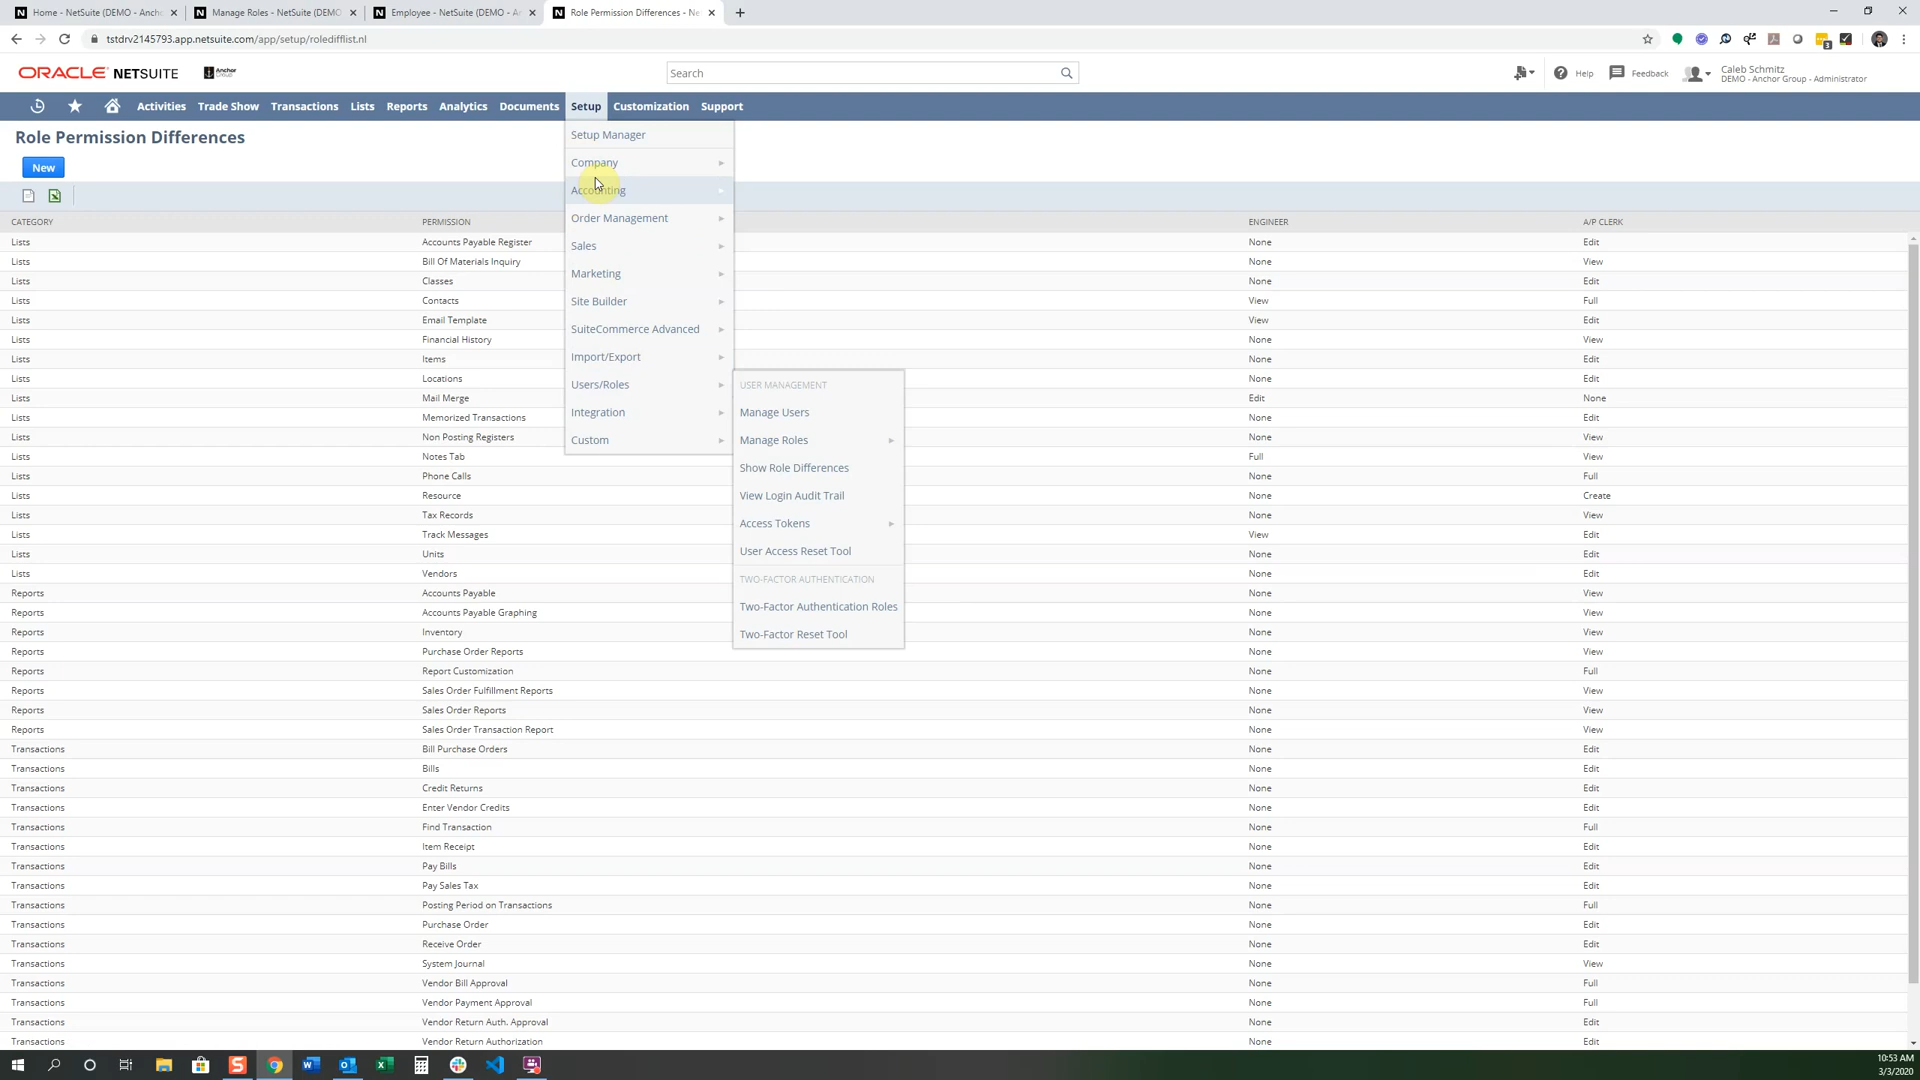 Home - NetSuite (DEMO - Ancho
Manage Roles - NetSuite (DEMO
Employee - NetSuite (DEMO - An
Role Permission Differences - Ne
tstdrv2145793.app.netsuite.com/app/setup/roledifflist.nl
3
ORACLE NETSUITE
Anchor Group
Search
Help
Feedback
Caleb Schmitz
DEMO - Anchor Group - Administrator
Activities Trade Show Transactions Lists Reports Analytics Documents Setup Customization Support
Role Permission Differences
New
Setup Manager
Company
Accounting
Order Management
Sales
Marketing
Site Builder
SuiteCommerce Advanced
Import/Export
Users/Roles
Integration
Custom
USER MANAGEMENT
Manage Users
Manage Roles
Show Role Differences
View Login Audit Trail
Access Tokens
User Access Reset Tool
TWO-FACTOR AUTHENTICATION
Two-Factor Authentication Roles
Two-Factor Reset Tool
CATEGORY PERMISSION ENGINEER A/P CLERK
Lists Accounts Payable Register None Edit
Lists Bill Of Materials Inquiry None View
Lists Classes None Edit
Lists Contacts View Full
Lists Email Template View Edit
Lists Financial History None View
Lists Items None Edit
Lists Locations None Edit
Lists Mail Merge Edit None
Lists Memorized Transactions None Edit
Lists Non Posting Registers None View
Lists Notes Tab Full View
Lists Phone Calls None Full
Lists Resource None Create
Lists Tax Records None View
Lists Track Messages View Edit
Lists Units None Edit
Lists Vendors None Edit
Reports Accounts Payable None View
Reports Accounts Payable Graphing None View
Reports Inventory None View
Reports Purchase Order Reports None View
Reports Report Customization None Full
Reports Sales Order Fulfillment Reports None View
Reports Sales Order Reports None View
Reports Sales Order Transaction Report None View
Transactions Bill Purchase Orders None Edit
Transactions Bills None Edit
Transactions Credit Returns None Edit
Transactions Enter Vendor Credits None Edit
Transactions Find Transaction None Full
Transactions Item Receipt None Edit
Transactions Pay Bills None Edit
Transactions Pay Sales Tax None Edit
Transactions Posting Period on Transactions None Full
Transactions Purchase Order None Edit
Transactions Receive Order None Edit
Transactions System Journal None View
Transactions Vendor Bill Approval None Full
Transactions Vendor Payment Approval None Full
Transactions Vendor Return Auth. Approval None Edit
Transactions Vendor Return Authorization None Edit
10:53 AM
3/3/2020